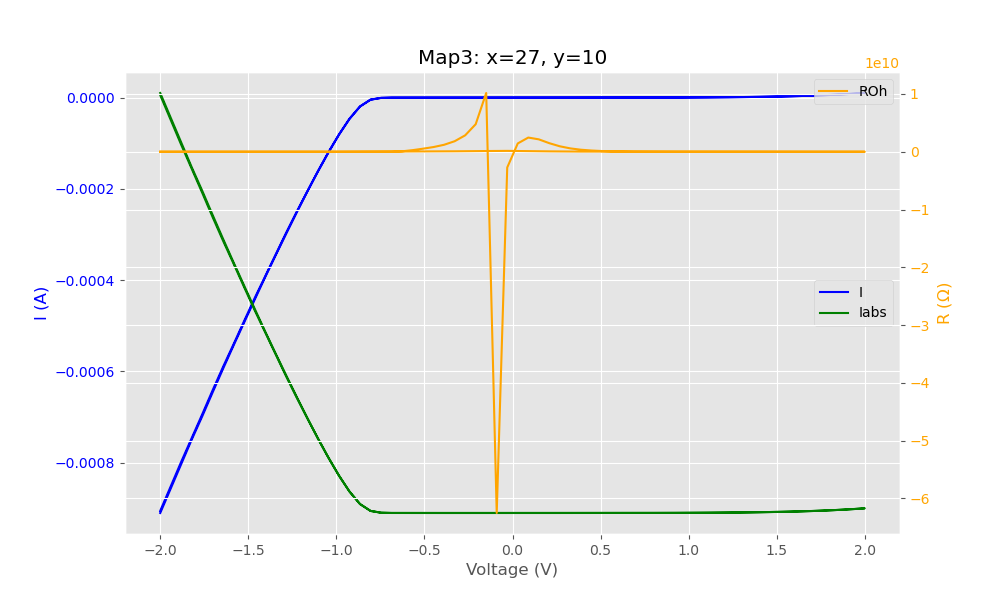 Map3: x=27, y=10
1e10
ROh
I
Iabs
I (A)
0.0000
−0.0002
−0.0004
−0.0006
−0.0008
R (Ω)
1
0
−1
−2
−3
−4
−5
−6
−2.0 −1.5 −1.0 −0.5 0.0 0.5 1.0 1.5 2.0
Voltage (V)